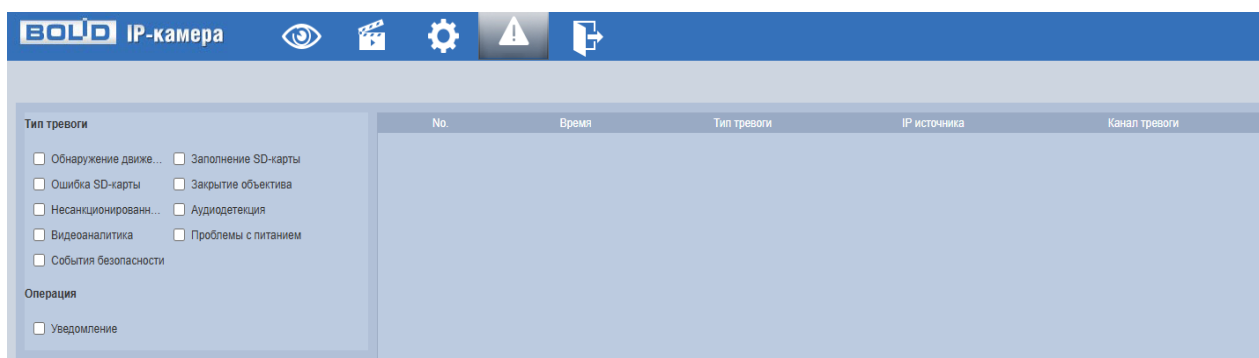 BOLID IP-камера
Тип тревоги
Обнаружение движе... Заполнение SD-карты
Ошибка SD-карты Закрытие объектива
Несанкционированн... Аудиодетекция
Видеоаналитика Проблемы с питанием
События безопасности
Операция
Уведомление
No. Время Тип тревоги IP источника Канал тревоги